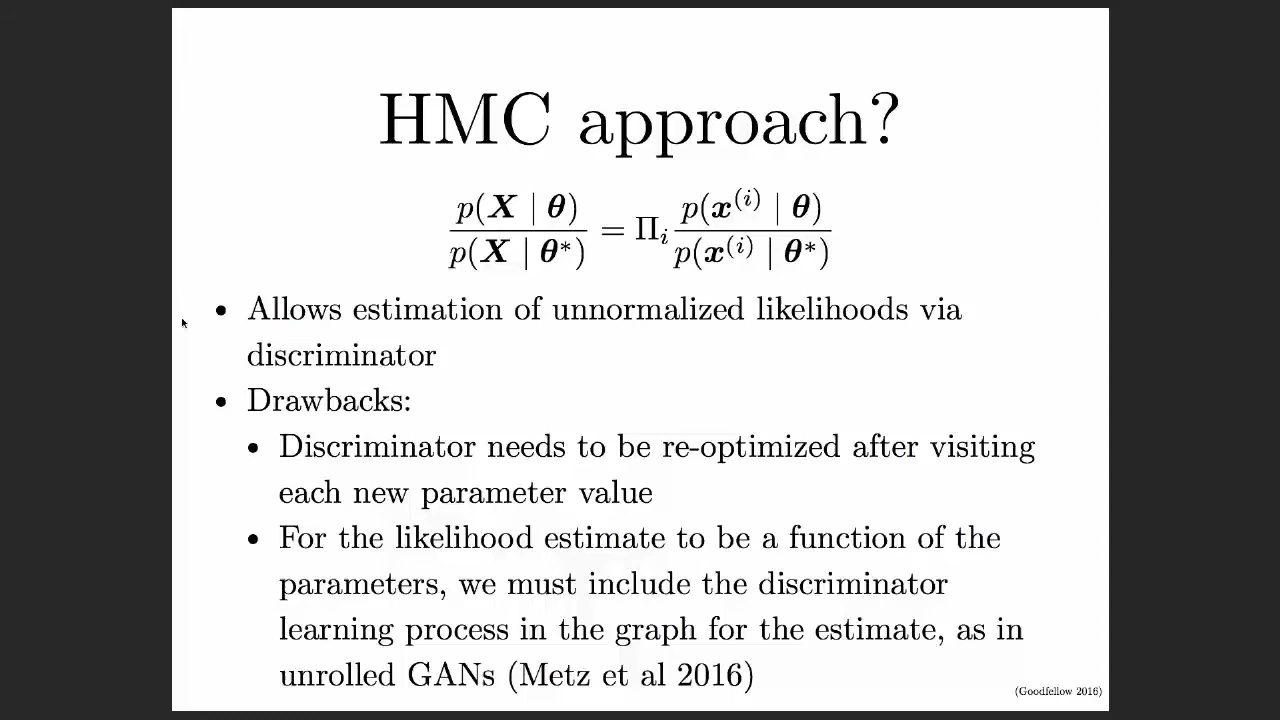 HMC approach?
p(X | θ) / p(X | θ*) = Π_i p(x^(i) | θ) / p(x^(i) | θ*)
• Allows estimation of unnormalized likelihoods via
discriminator
• Drawbacks:
• Discriminator needs to be re-optimized after visiting
each new parameter value
• For the likelihood estimate to be a function of the
parameters, we must include the discriminator
learning process in the graph for the estimate, as in
unrolled GANs (Metz et al 2016)
(Goodfellow 2016)